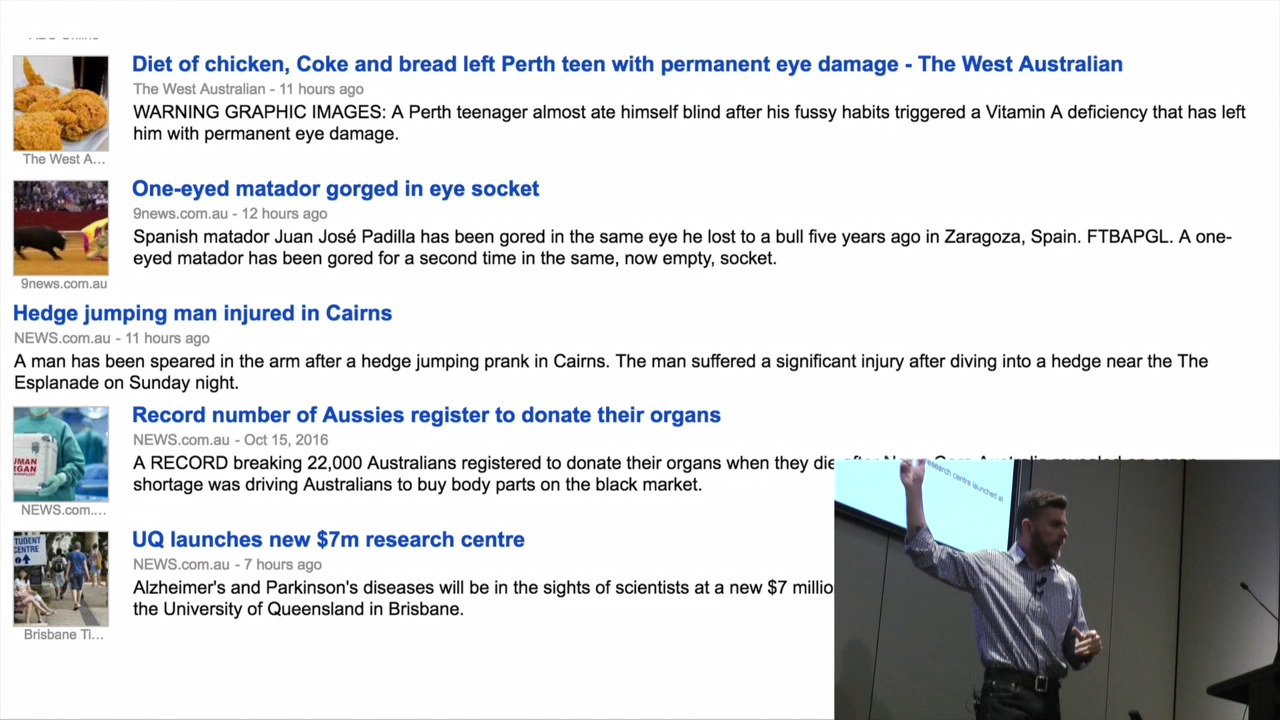 Diet of chicken, Coke and bread left Perth teen with permanent eye damage - The West Australian
The West Australian - 11 hours ago
WARNING GRAPHIC IMAGES: A Perth teenager almost ate himself blind after his fussy habits triggered a Vitamin A deficiency that has left
him with permanent eye damage.
The West A...
One-eyed matador gorged in eye socket
9news.com.au - 12 hours ago
Spanish matador Juan José Padilla has been gored in the same eye he lost to a bull five years ago in Zaragoza, Spain. FTBAPGL. A one-
eyed matador has been gored for a second time in the same, now empty, socket.
9news.com.au
Hedge jumping man injured in Cairns
NEWS.com.au - 11 hours ago
A man has been speared in the arm after a hedge jumping prank in Cairns. The man suffered a significant injury after diving into a hedge near the The
Esplanade on Sunday night.
Record number of Aussies register to donate their organs
NEWS.com.au - Oct 15, 2016
A RECORD breaking 22,000 Australians registered to donate their organs when they die
shortage was driving Australians to buy body parts on the black market.
NEWS.com....
UQ launches new $7m research centre
NEWS.com.au - 7 hours ago
Alzheimer's and Parkinson's diseases will be in the sights of scientists at a new $7 millio
the University of Queensland in Brisbane.
STUDENT
CENTRE
Brisbane Ti...
research centre launched at